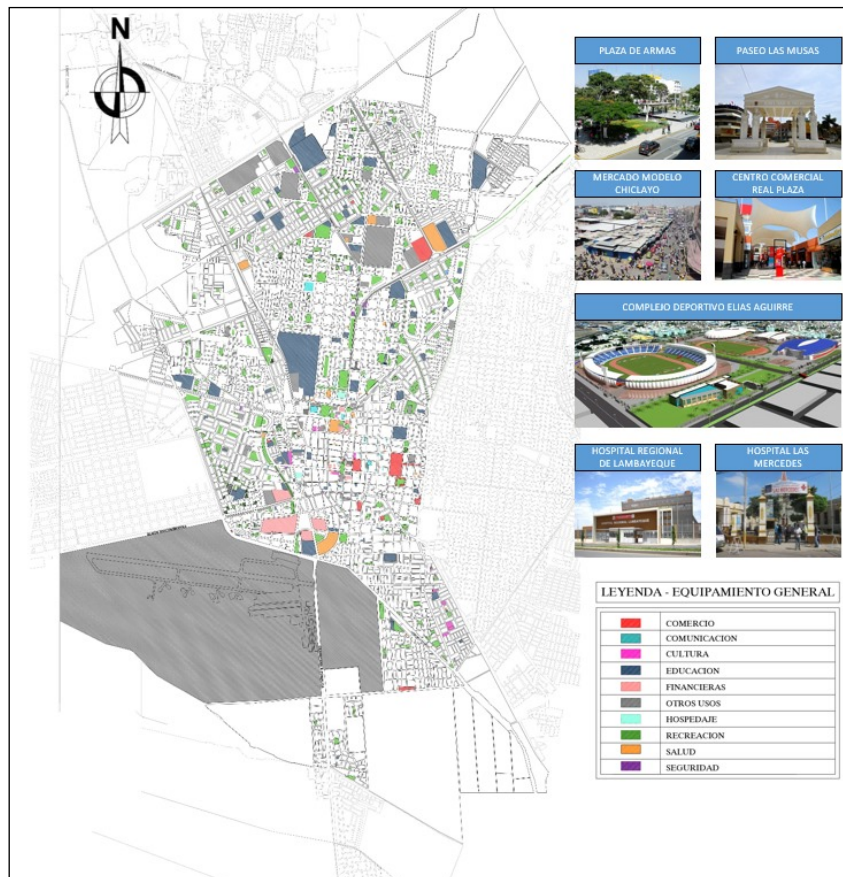 N
PLAZA DE ARMAS
PASEO LAS MUSAS
MERCADO MODELO
CHICLAYO
CENTRO COMERCIAL
REAL PLAZA
COMPLEJO DEPORTIVO ELIAS AGUIRRE
HOSPITAL REGIONAL
DE LAMBAYEQUE
HOSPITAL LAS
MERCEDES
LEYENDA - EQUIPAMIENTO GENERAL
COMERCIO
COMUNICACION
CULTURA
EDUCACION
FINANCIERAS
OTROS USOS
HOSPEDAJE
RECREACION
SALUD
SEGURIDAD